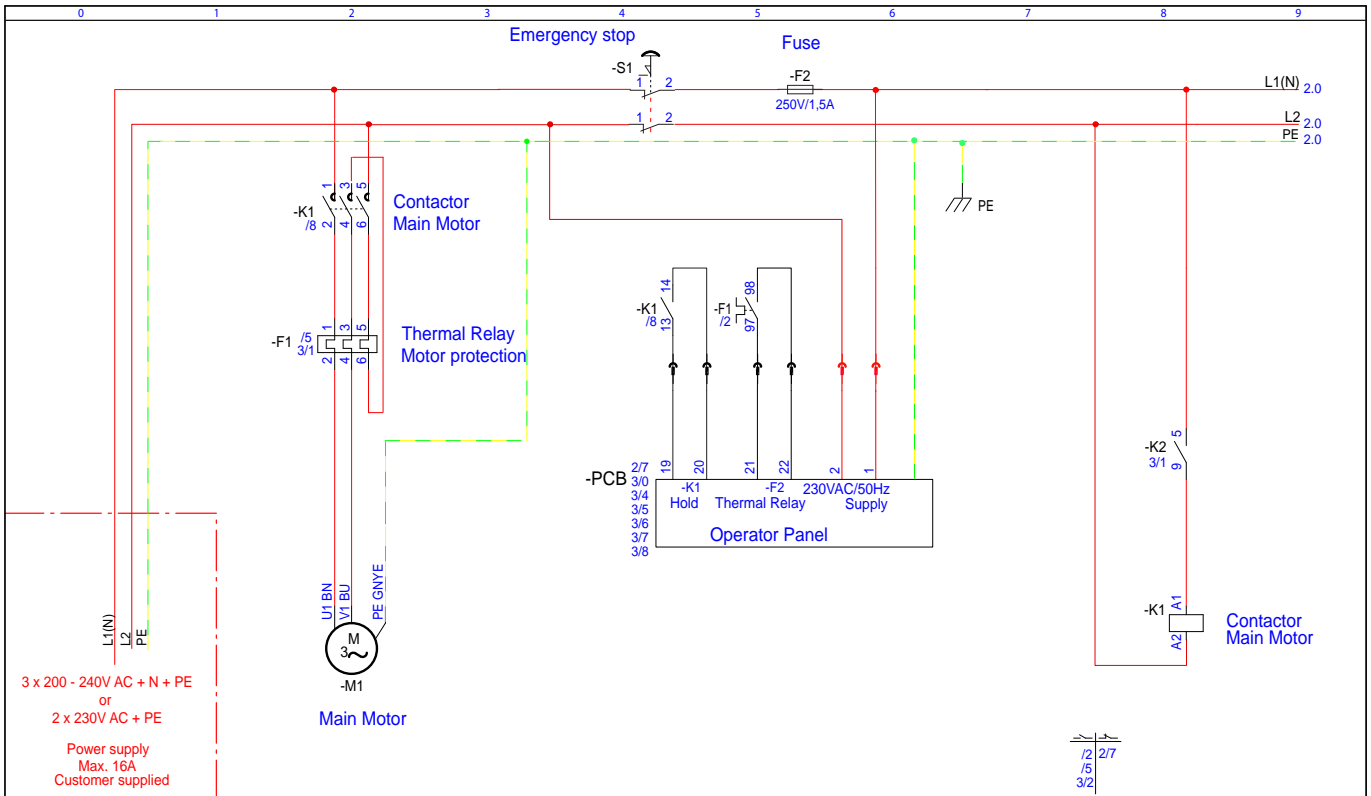 0 1 2 3 4 5 6 7 8 9
Emergency stop
Fuse
-S1
1 2
-F2
250V/1,5A
L1(N) 2.0
1 2
L2 2.0
PE 2.0
1 3 5
-K1
/8
2 4 6
Contactor
Main Motor
PE
14
-K1
/8
13
98
-F1
/2
97
1 3 5
-F1 /5
3/1
2 4 6
Thermal Relay
Motor protection
5
-K2
3/1
9
-PCB
2/7
3/0
3/4
3/5
3/6
3/7
3/8
19 20 21 22 2 1
-K1 -F2 230VAC/50Hz
Hold Thermal Relay Supply
Operator Panel
U1 BN
V1 BU
PE GNYE
L1(N)
L2
PE
M
3
-M1
Main Motor
A1
-K1
A2
Contactor
Main Motor
3 x 200 - 240V AC + N + PE
or
2 x 230V AC + PE
Power supply
Max. 16A
Customer supplied
/2 2/7
/5
3/2